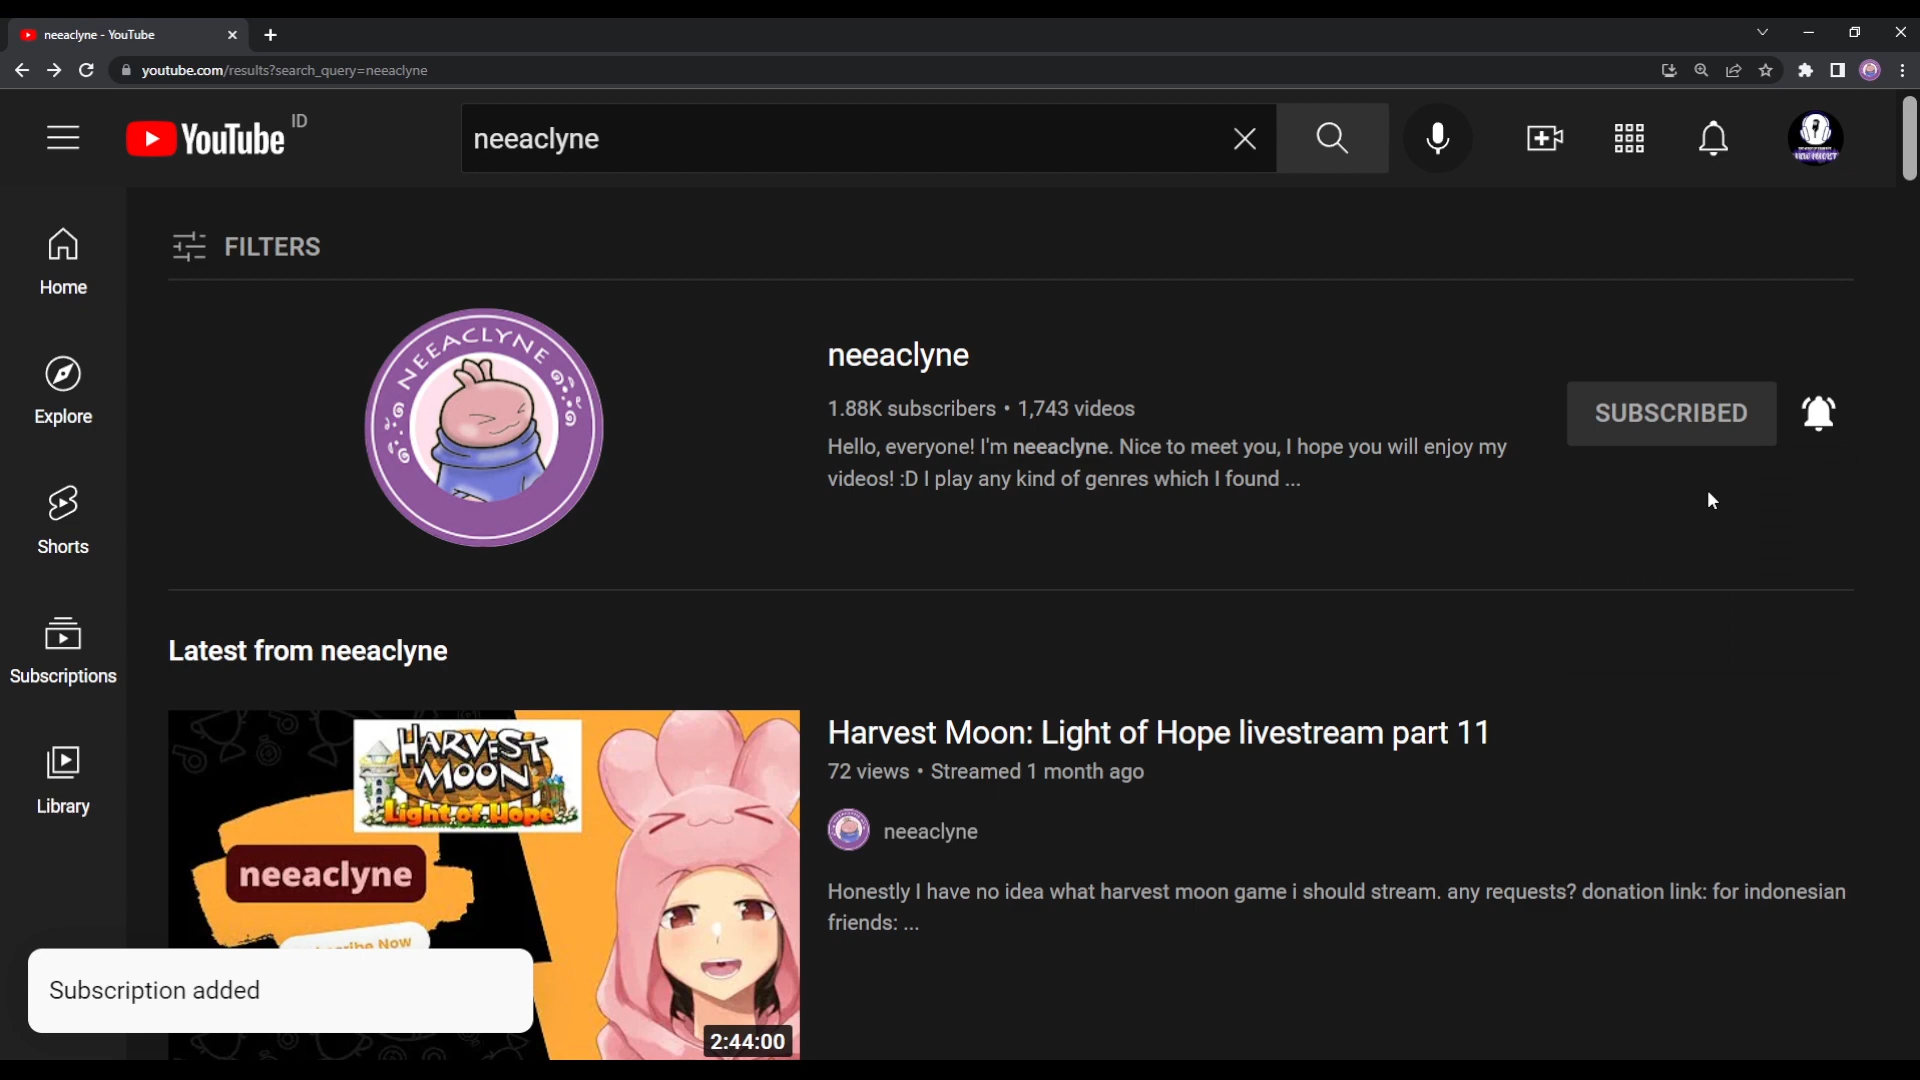 neeaclyne - YouTube
youtube.com/results?search_query=neeaclyne
YouTube ID
neeaclyne
FILTERS
Home
Explore
Shorts
Subscriptions
Library
NEEACLYNE
neeaclyne
1.88K subscribers • 1,743 videos
Hello, everyone! I'm neeaclyne. Nice to meet you, I hope you will enjoy my
videos! :D I play any kind of genres which I found ...
SUBSCRIBED
Latest from neeaclyne
HARVEST
MOON
Light of Hope
neeaclyne
Now
2:44:00
Harvest Moon: Light of Hope livestream part 11
72 views • Streamed 1 month ago
neeaclyne
Honestly I have no idea what harvest moon game i should stream. any requests? donation link: for indonesian
friends: ...
Subscription added